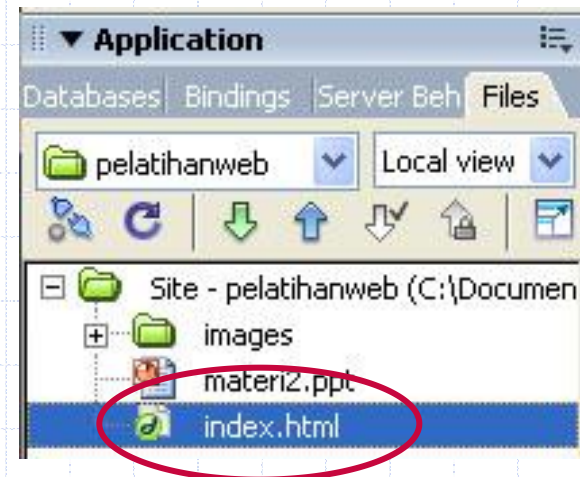 Application
Databases Bindings Server Beh Files
pelatihanweb Local view
Site - pelatihanweb (C:\Documen
images
materi2.ppt
index.html